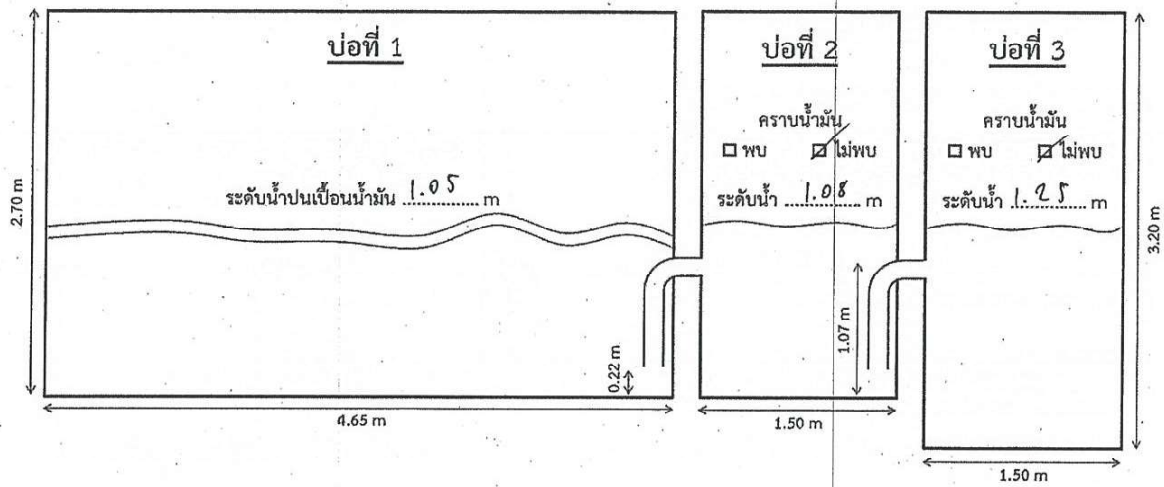 บ่อที่ 1
ระดับน้ำปนเปื้อนน้ำมัน 1.05 m
2.70 m
4.65 m
0.22 m
บ่อที่ 2
คราบน้ำมัน
พบ ไม่พบ
ระดับน้ำ 1.08 m
1.07 m
1.50 m
บ่อที่ 3
คราบน้ำมัน
พบ ไม่พบ
ระดับน้ำ 1.25 m
3.20 m
1.50 m